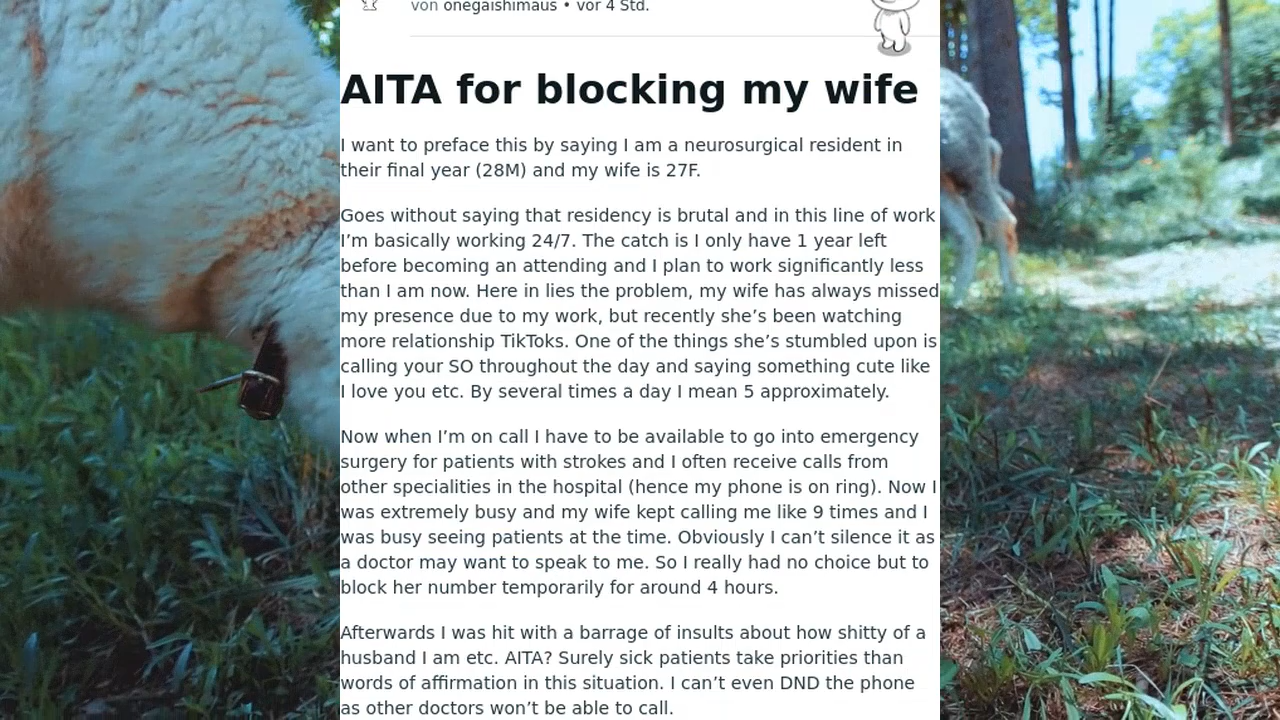 von onegaishimaus • vor 4 Std.
AITA for blocking my wife
I want to preface this by saying I am a neurosurgical resident in
their final year (28M) and my wife is 27F.
Goes without saying that residency is brutal and in this line of work
I’m basically working 24/7. The catch is I only have 1 year left
before becoming an attending and I plan to work significantly less
than I am now. Here in lies the problem, my wife has always missed
my presence due to my work, but recently she’s been watching
more relationship TikToks. One of the things she’s stumbled upon is
calling your SO throughout the day and saying something cute like
I love you etc. By several times a day I mean 5 approximately.
Now when I’m on call I have to be available to go into emergency
surgery for patients with strokes and I often receive calls from
other specialities in the hospital (hence my phone is on ring). Now I
was extremely busy and my wife kept calling me like 9 times and I
was busy seeing patients at the time. Obviously I can’t silence it as
a doctor may want to speak to me. So I really had no choice but to
block her number temporarily for around 4 hours.
Afterwards I was hit with a barrage of insults about how shitty of a
husband I am etc. AITA? Surely sick patients take priorities than
words of affirmation in this situation. I can’t even DND the phone
as other doctors won’t be able to call.